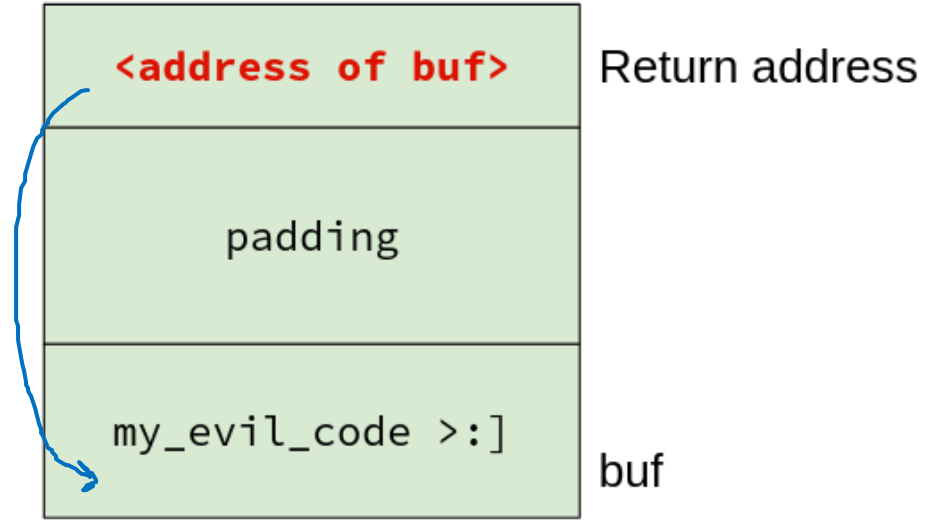 <address of buf> Return address
padding
my_evil_code >:]
buf